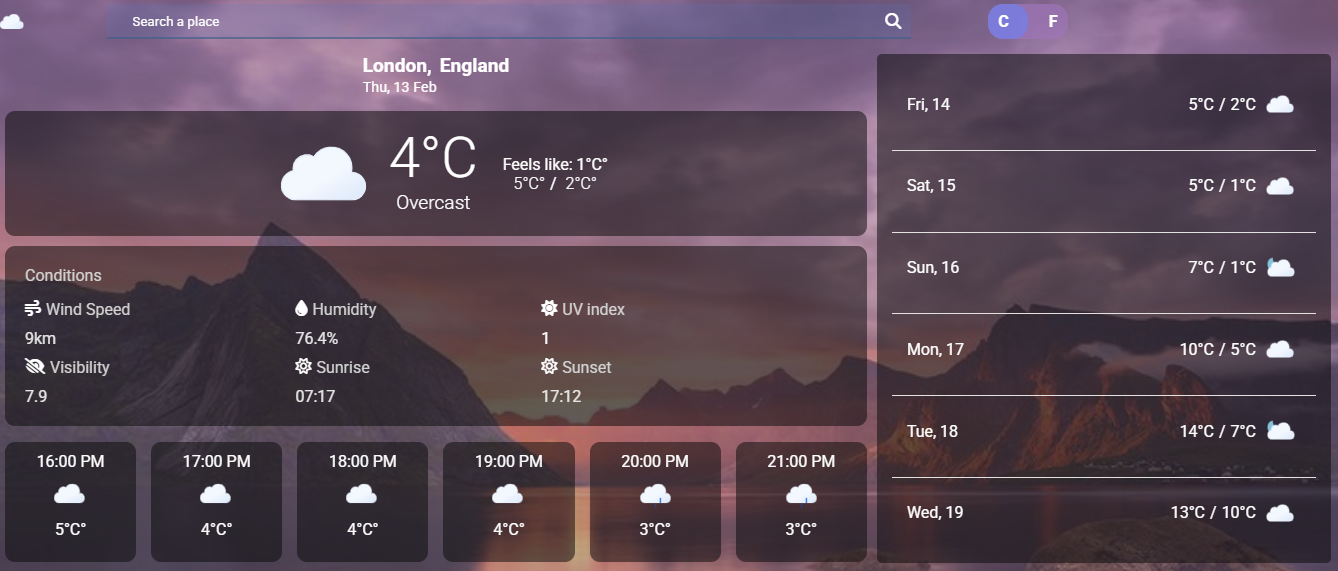 Search a place
C F
London, England
Thu, 13 Feb
4°C
Overcast
Feels like: 1°C°
5°C° / 2°C°
Conditions
Wind Speed Humidity UV index
9km 76.4% 1
Visibility Sunrise Sunset
7.9 07:17 17:12
16:00 PM 17:00 PM 18:00 PM 19:00 PM 20:00 PM 21:00 PM
5°C° 4°C° 4°C° 4°C° 3°C° 3°C°
Fri, 14 5°C / 2°C
Sat, 15 5°C / 1°C
Sun, 16 7°C / 1°C
Mon, 17 10°C / 5°C
Tue, 18 14°C / 7°C
Wed, 19 13°C / 10°C